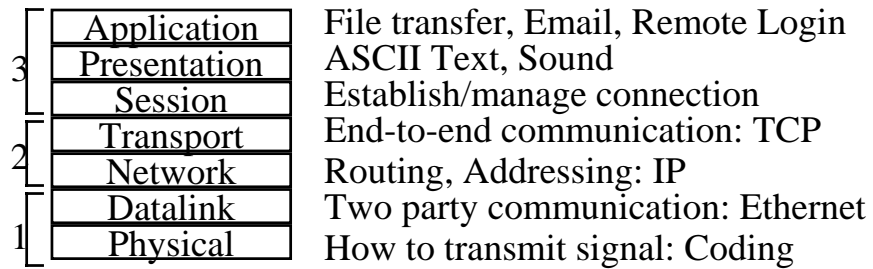 Application File transfer, Email, Remote Login
3 Presentation ASCII Text, Sound
Session Establish/manage connection
Transport End-to-end communication: TCP
2 Network Routing, Addressing: IP
Datalink Two party communication: Ethernet
1 Physical How to transmit signal: Coding